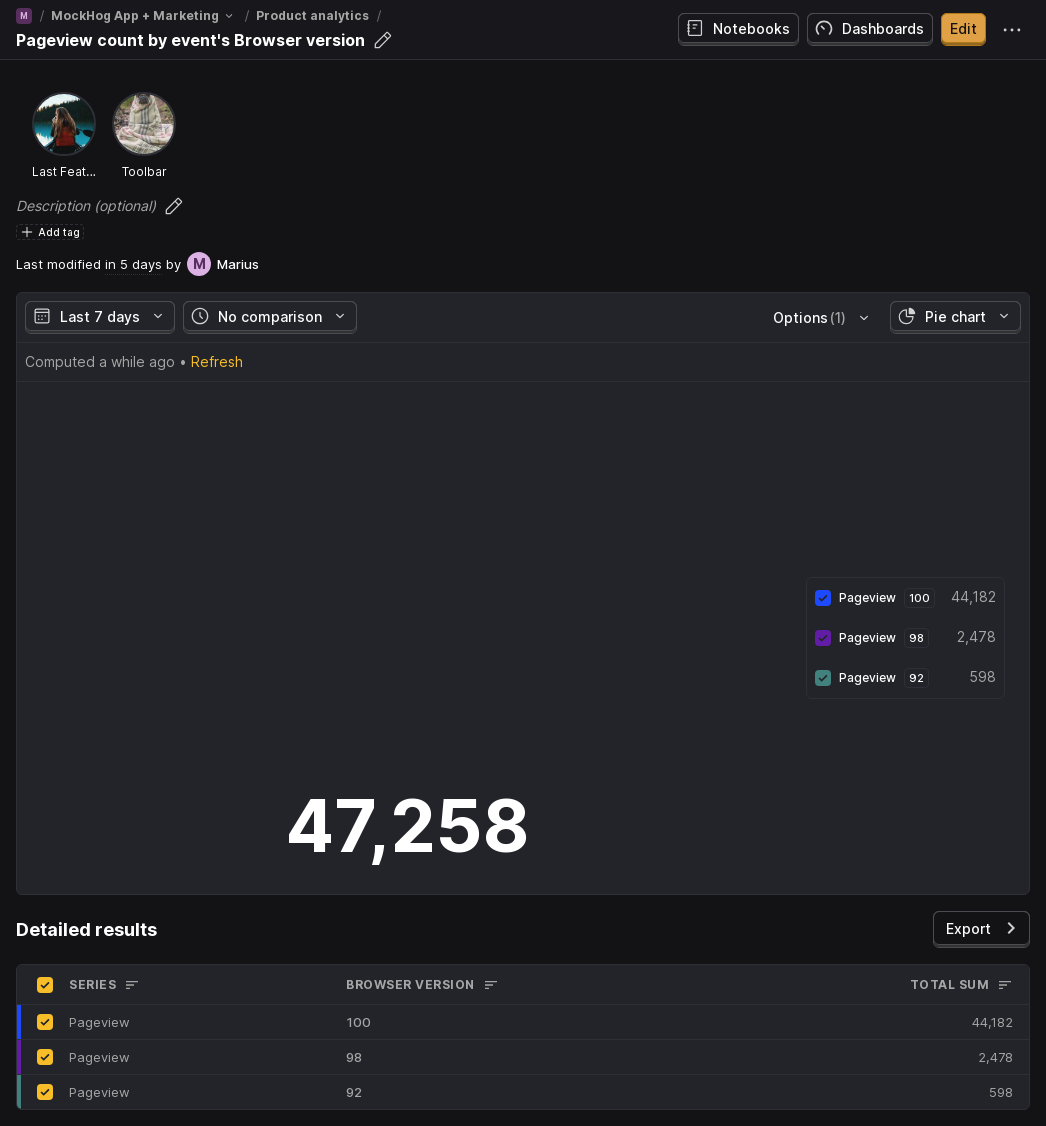 M / MockHog App + Marketing / Product analytics /
Pageview count by event's Browser version
Notebooks
Dashboards
Edit
Last Feat...
Toolbar
Description (optional)
Add tag
Last modified in 5 days by M Marius
Last 7 days
No comparison
Options (1)
Pie chart
Computed a while ago • Refresh
Pageview 100 44,182
Pageview 98 2,478
Pageview 92 598
47,258
Detailed results
Export
SERIES BROWSER VERSION TOTAL SUM
Pageview 100 44,182
Pageview 98 2,478
Pageview 92 598